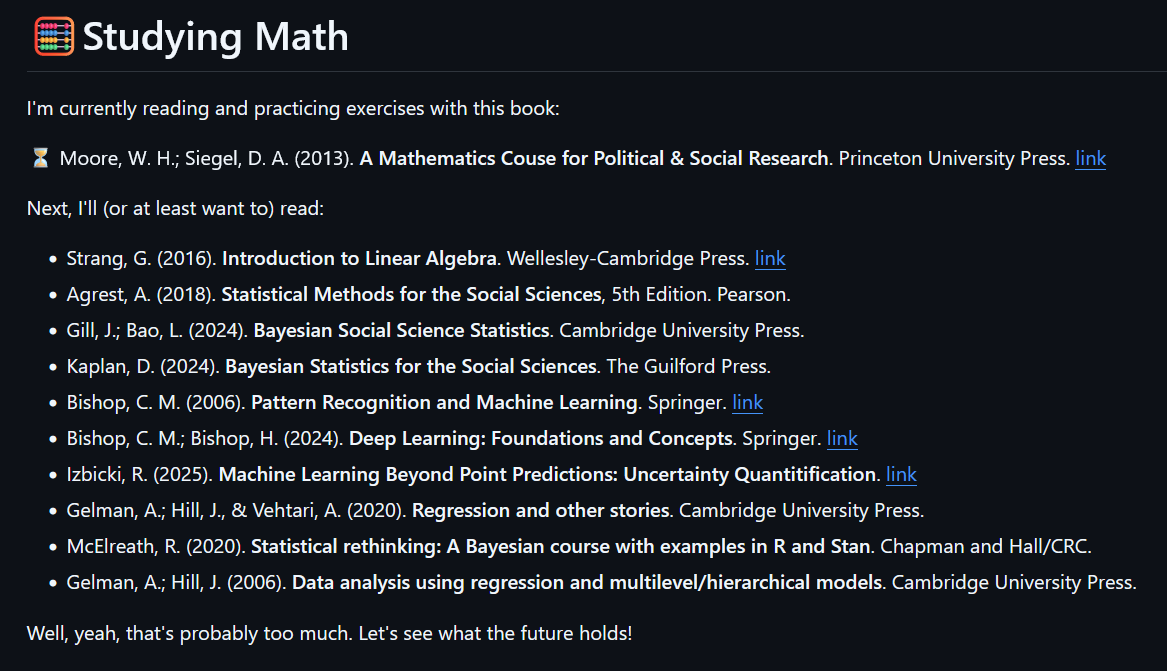 Studying Math
I'm currently reading and practicing exercises with this book:
Moore, W. H.; Siegel, D. A. (2013). A Mathematics Couse for Political & Social Research. Princeton University Press. link
Next, I'll (or at least want to) read:
Strang, G. (2016). Introduction to Linear Algebra. Wellesley-Cambridge Press. link
Agrest, A. (2018). Statistical Methods for the Social Sciences, 5th Edition. Pearson.
Gill, J.; Bao, L. (2024). Bayesian Social Science Statistics. Cambridge University Press.
Kaplan, D. (2024). Bayesian Statistics for the Social Sciences. The Guilford Press.
Bishop, C. M. (2006). Pattern Recognition and Machine Learning. Springer. link
Bishop, C. M.; Bishop, H. (2024). Deep Learning: Foundations and Concepts. Springer. link
Izbicki, R. (2025). Machine Learning Beyond Point Predictions: Uncertainty Quantitification. link
Gelman, A.; Hill, J., & Vehtari, A. (2020). Regression and other stories. Cambridge University Press.
McElreath, R. (2020). Statistical rethinking: A Bayesian course with examples in R and Stan. Chapman and Hall/CRC.
Gelman, A.; Hill, J. (2006). Data analysis using regression and multilevel/hierarchical models. Cambridge University Press.
Well, yeah, that's probably too much. Let's see what the future holds!